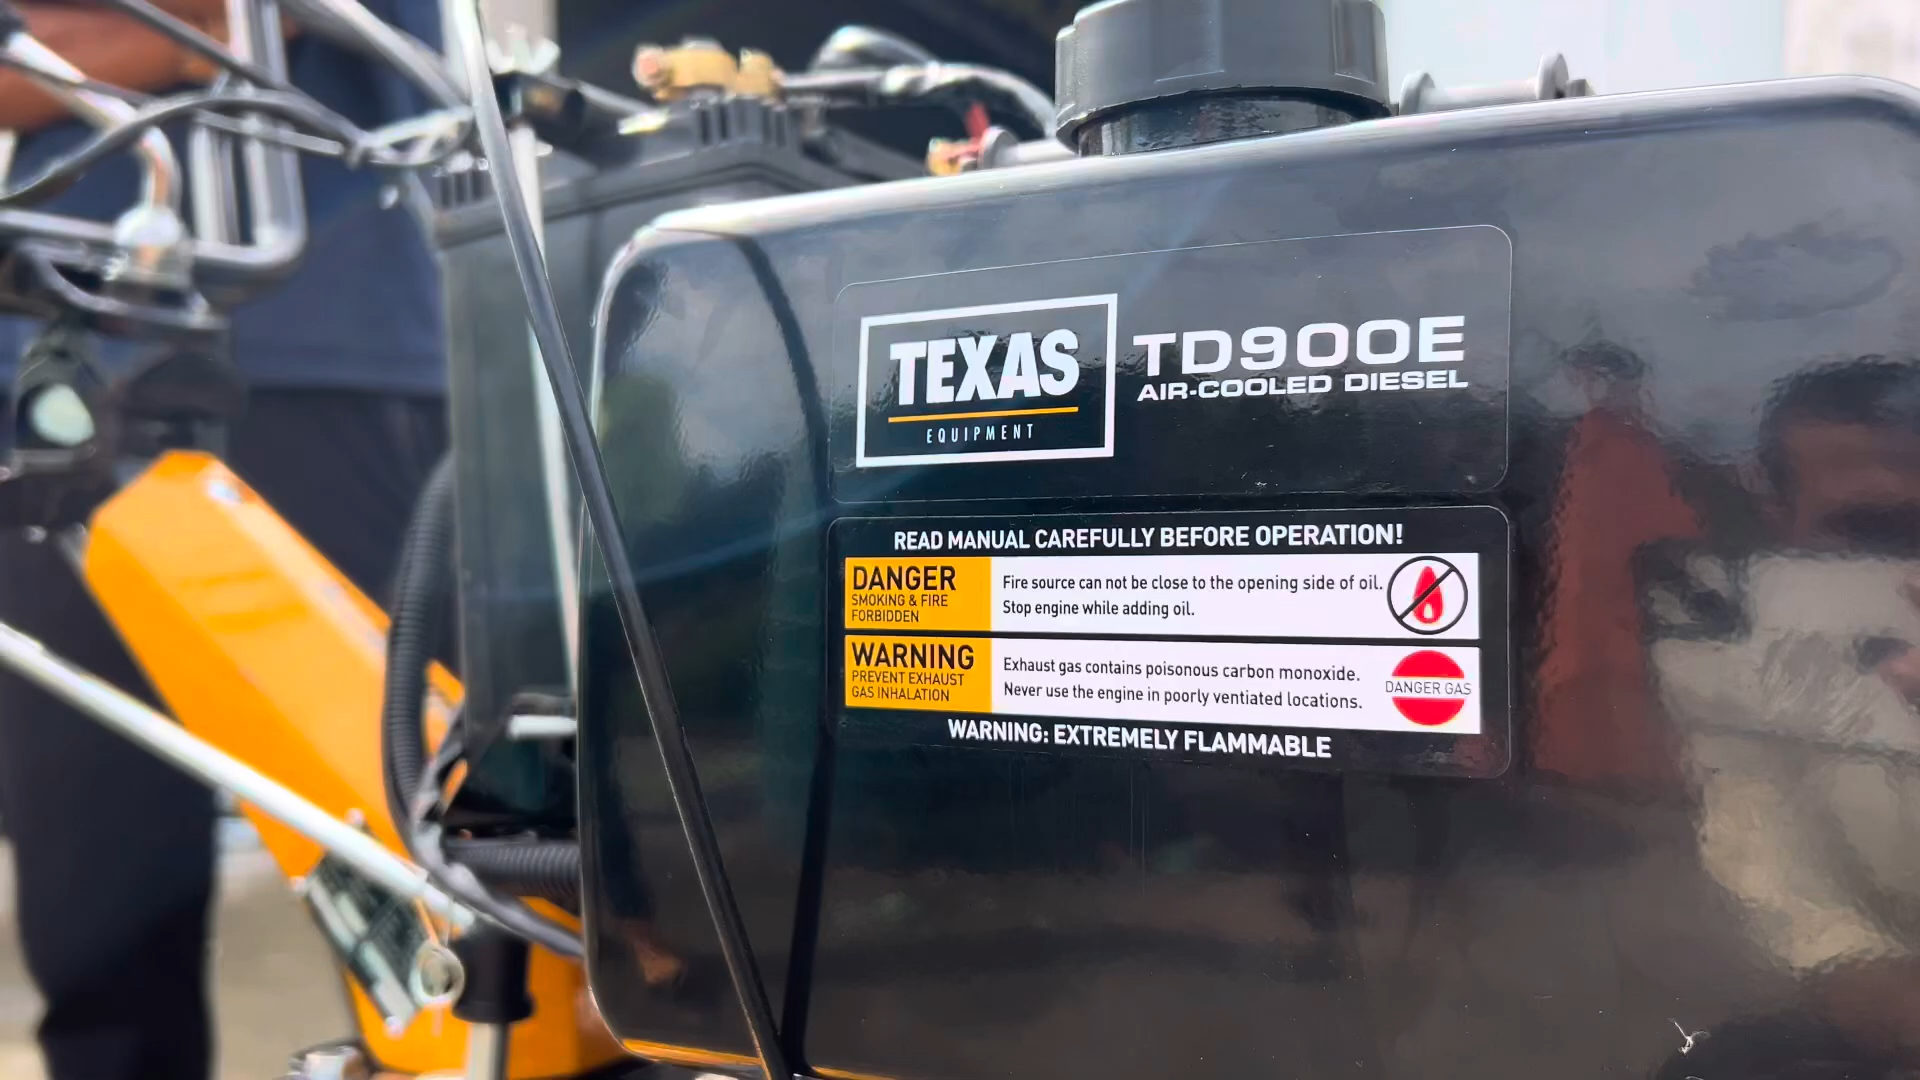 TEXAS
EQUIPMENT
TD900E
AIR-COOLED DIESEL
READ MANUAL CAREFULLY BEFORE OPERATION!
DANGER
SMOKING & FIRE
FORBIDDEN
Fire source can not be close to the opening side of oil.
Stop engine while adding oil.
WARNING
PREVENT EXHAUST
GAS INHALATION
Exhaust gas contains poisonous carbon monoxide.
Never use the engine in poorly ventiated locations.
DANGER GAS
WARNING: EXTREMELY FLAMMABLE